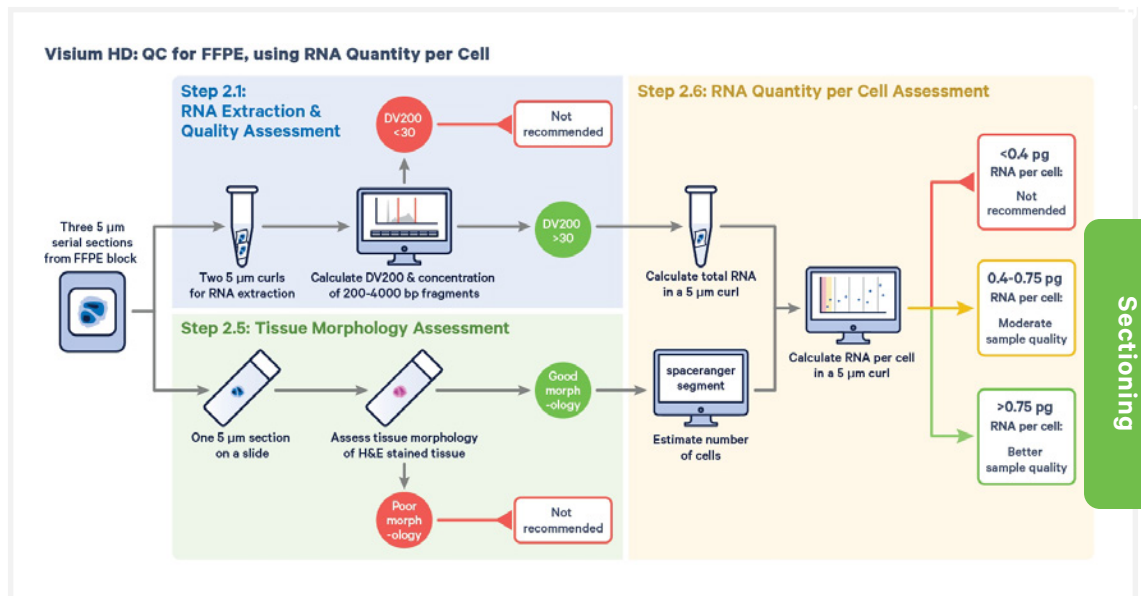 Visium HD: QC for FFPE, using RNA Quantity per Cell
Step 2.1:
RNA Extraction &
Quality Assessment
DV200
<30
Not
recommended
Three 5 µm
serial sections
from FFPE block
Two 5 µm curls
for RNA extraction
Calculate DV200 & concentration
of 200-4000 bp fragments
DV200
>30
Step 2.5: Tissue Morphology Assessment
One 5 µm section
on a slide
Assess tissue morphology
of H&E stained tissue
Good
morph
-ology
Poor
morph
-ology
Not
recommended
Step 2.6: RNA Quantity per Cell Assessment
Calculate total RNA
in a 5 µm curl
spaceranger
segment
Estimate number
of cells
Calculate RNA per cell
in a 5 µm curl
<0.4 pg
RNA per cell:
Not
recommended
0.4-0.75 pg
RNA per cell:
Moderate
sample quality
>0.75 pg
RNA per cell:
Better
sample quality
Sectioning